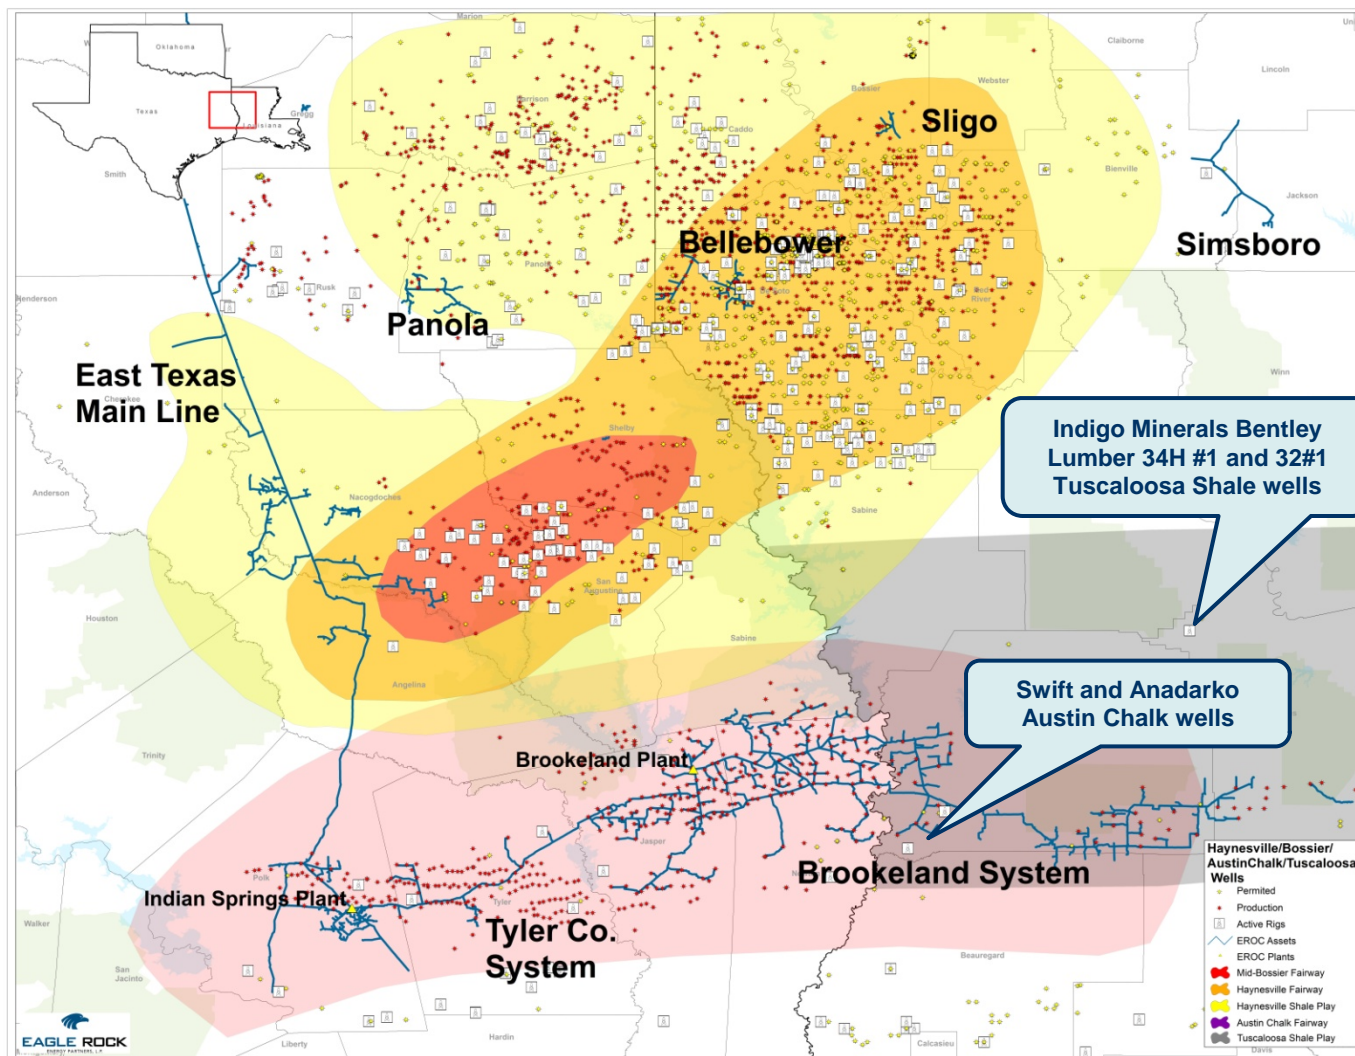 Marion
Claiborne
Lincoln
Oklahoma
Texas
Louisiana
Gregg
Harrison
Caddo
Bossier
Webster
Sligo
Smith
Bienville
Jackson
Bellebower
Simsboro
Panola
Rusk
Red
River
Henderson
Panola
East Texas
Main Line
Cherokee
Winn
Shelby
Indigo Minerals Bentley
Lumber 34H #1 and 32#1
Tuscaloosa Shale wells
Anderson
Nacogdoches
Sabine
San
Augustine
Houston
Sabine
Angelina
Swift and Anadarko
Austin Chalk wells
Trinity
Brookeland Plant
Jasper
Brookeland System
Polk
Indian Springs Plant
Tyler
Walker
Tyler Co.
System
San
Jacinto
Beauregard
Liberty
Hardin
Calcasieu
Davis
Haynesville/Bossier/
AustinChalk/Tuscaloosa
Wells
Permited
Production
Active Rigs
EROC Assets
EROC Plants
Mid-Bossier Fairway
Haynesville Fairway
Haynesville Shale Play
Austin Chalk Fairway
Tuscaloosa Shale Play
EAGLE ROCK
ENERGY PARTNERS, L.P.